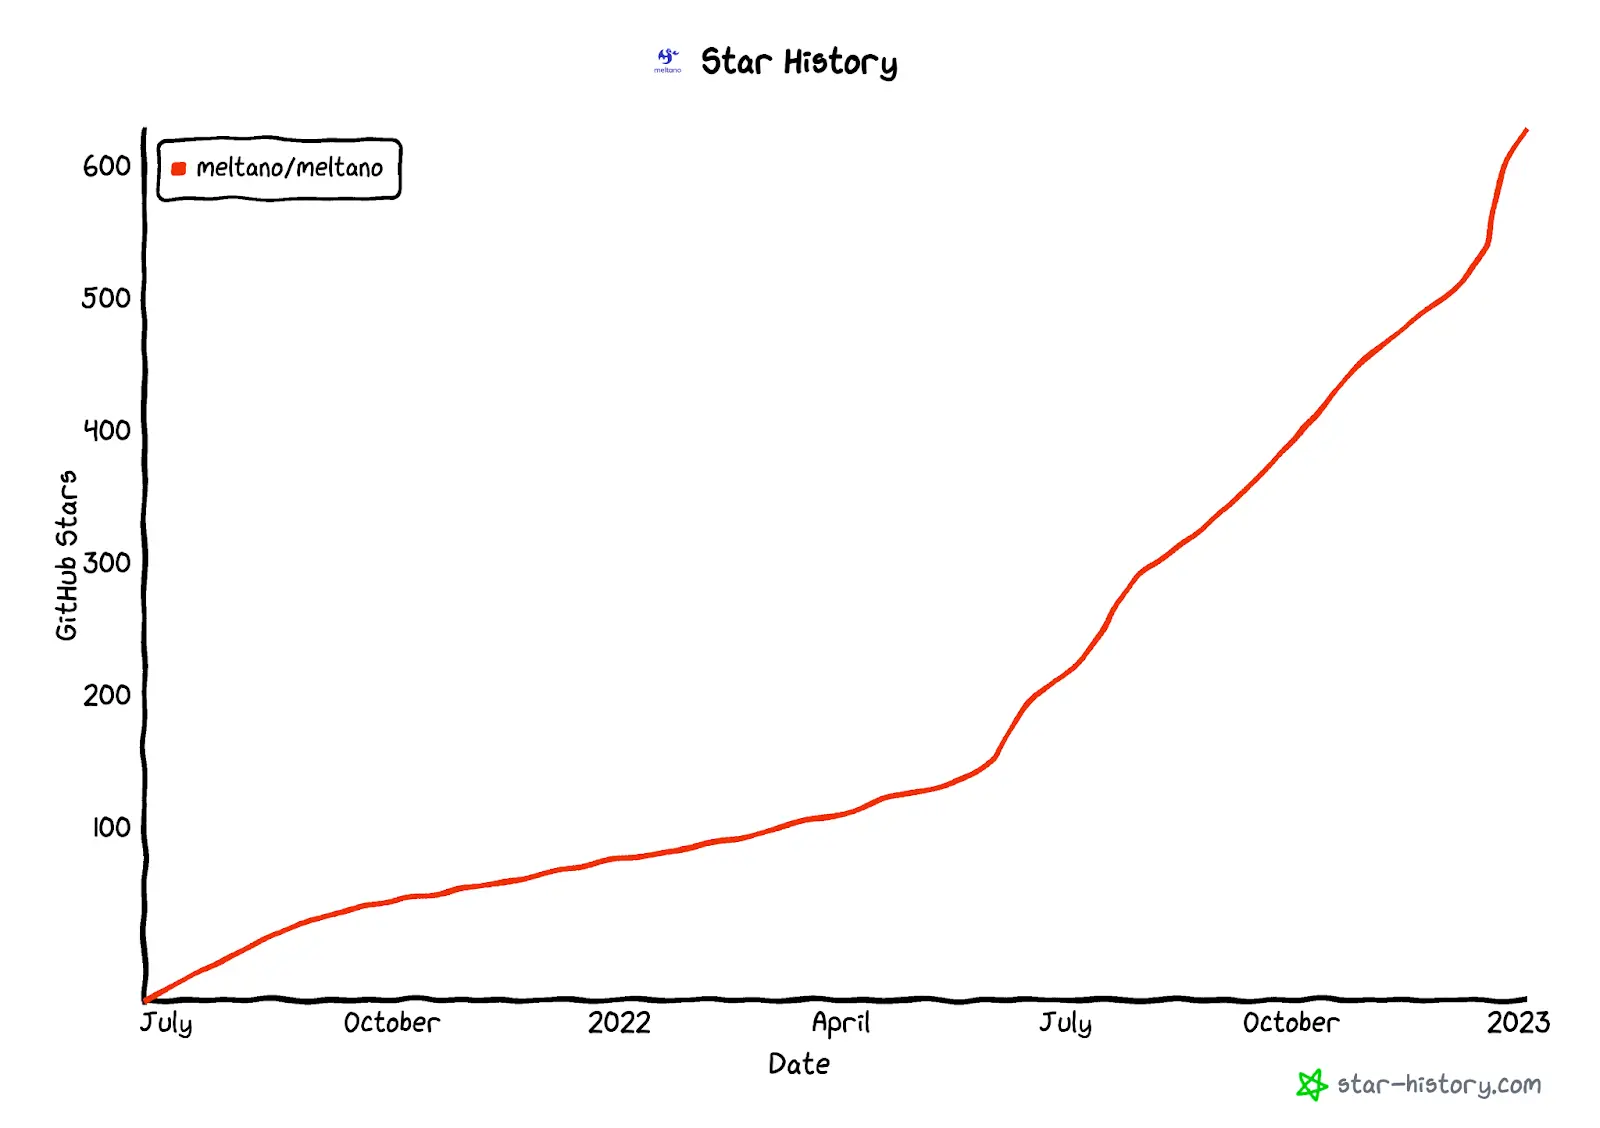 meltano
Star History
meltano/meltano
600
500
400
300
200
100
GitHub Stars
July
October
2022
April
July
October
2023
Date
star-history.com